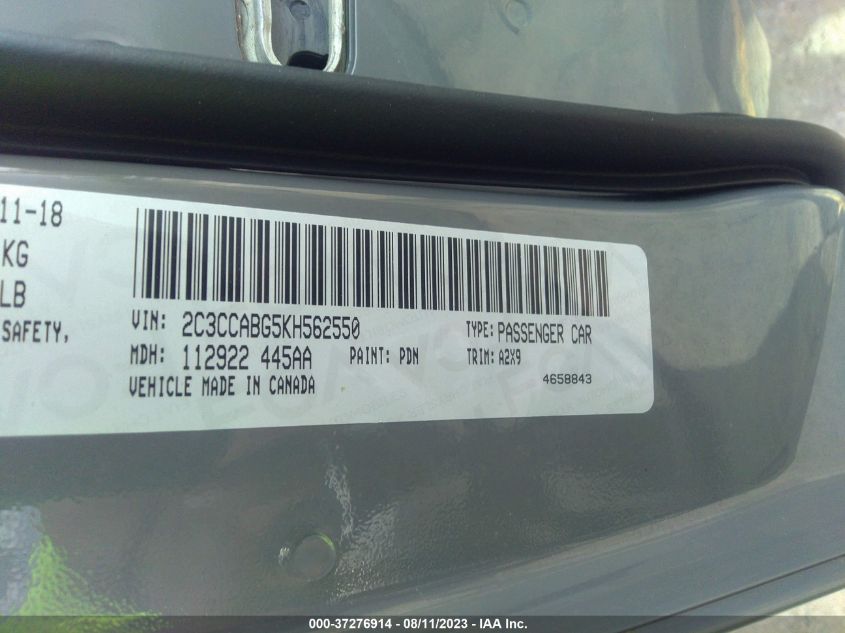 11-18
KG
LB
SAFETY,
VIN: 2C3CCABG5KH562550 TYPE: PASSENGER CAR
MDH: 112922 445AA PAINT: PDN TRIM: A2X9
VEHICLE MADE IN CANADA 4658843
000-37276914 - 08/11/2023 - IAA Inc.